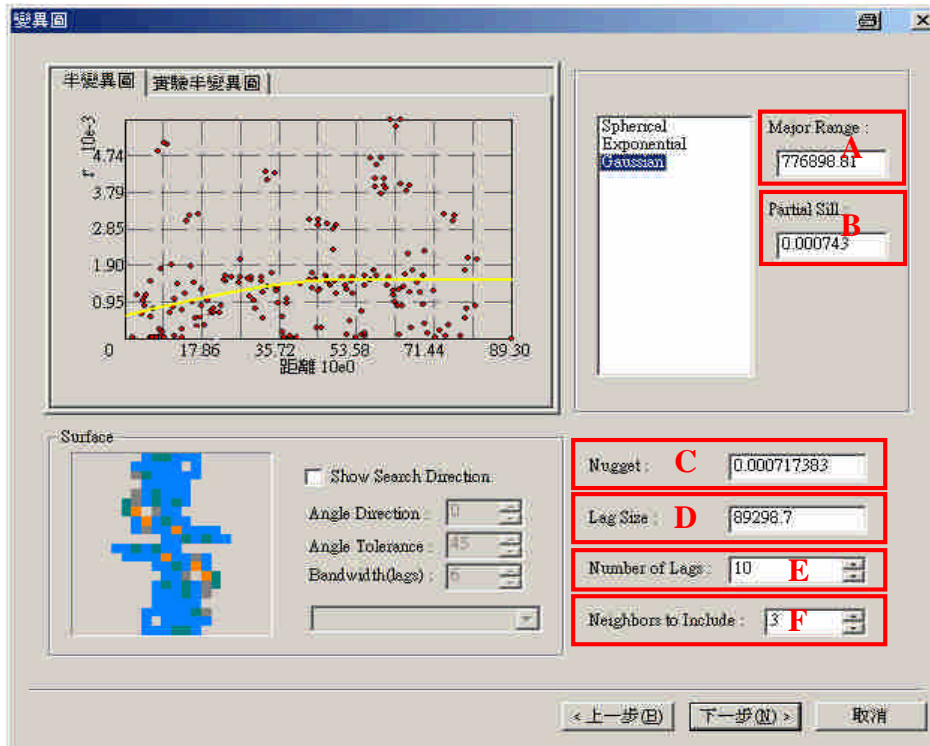 變異圖
半變異圖
實驗半變異圖
r 10e-3
4.74
3.79
2.85
1.90
0.95
0
17.86
35.72
53.58
71.44
89.30
距離 10e0
Spherical
Exponential
Gaussian
Major Range :
A
776898.81
Partial Sill :
B
0.000743
Surface
Show Search Direction
Angle Direction : 0
Angle Tolerance : 45
Bandwidth(lags) : 6
Nugget : C 0.000717383
Lag Size : D 89298.7
Number of Lags : 10 E
Neighbors to Include : 3 F
< 上一步(B)
下一步(N) >
取消